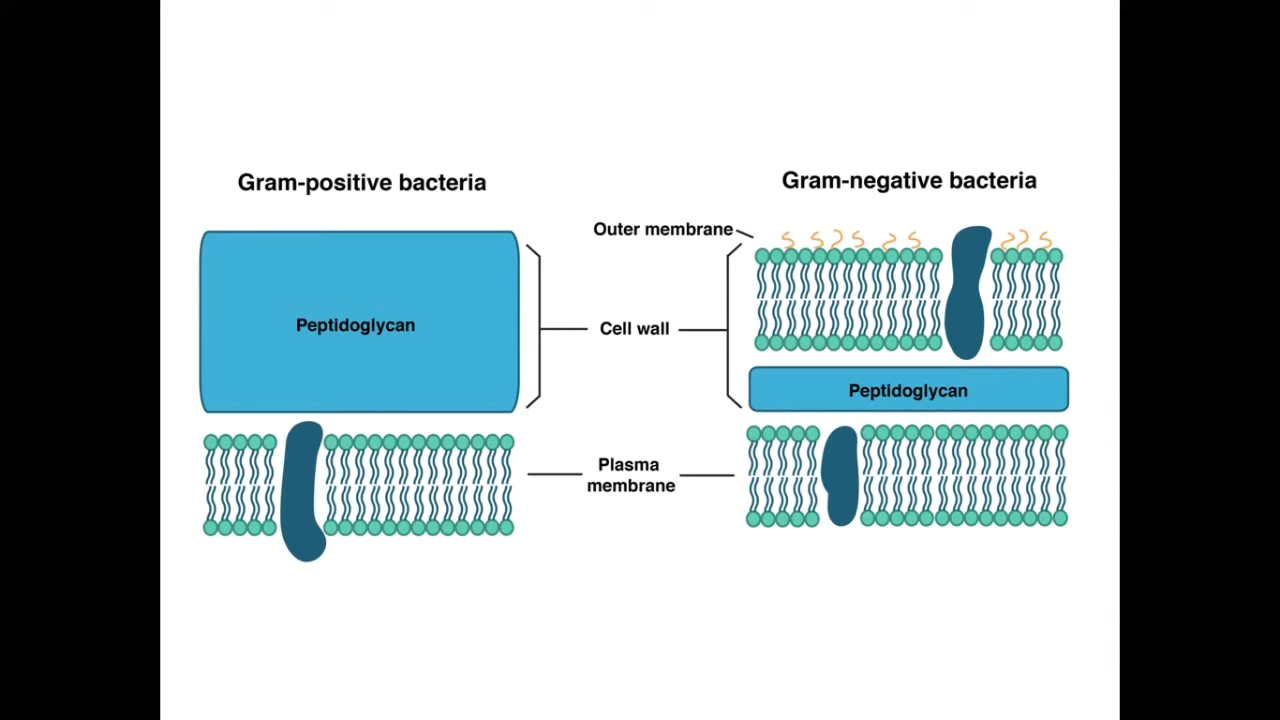 Gram-positive bacteria
Gram-negative bacteria
Outer membrane
Peptidoglycan
Cell wall
Peptidoglycan
Plasma
membrane